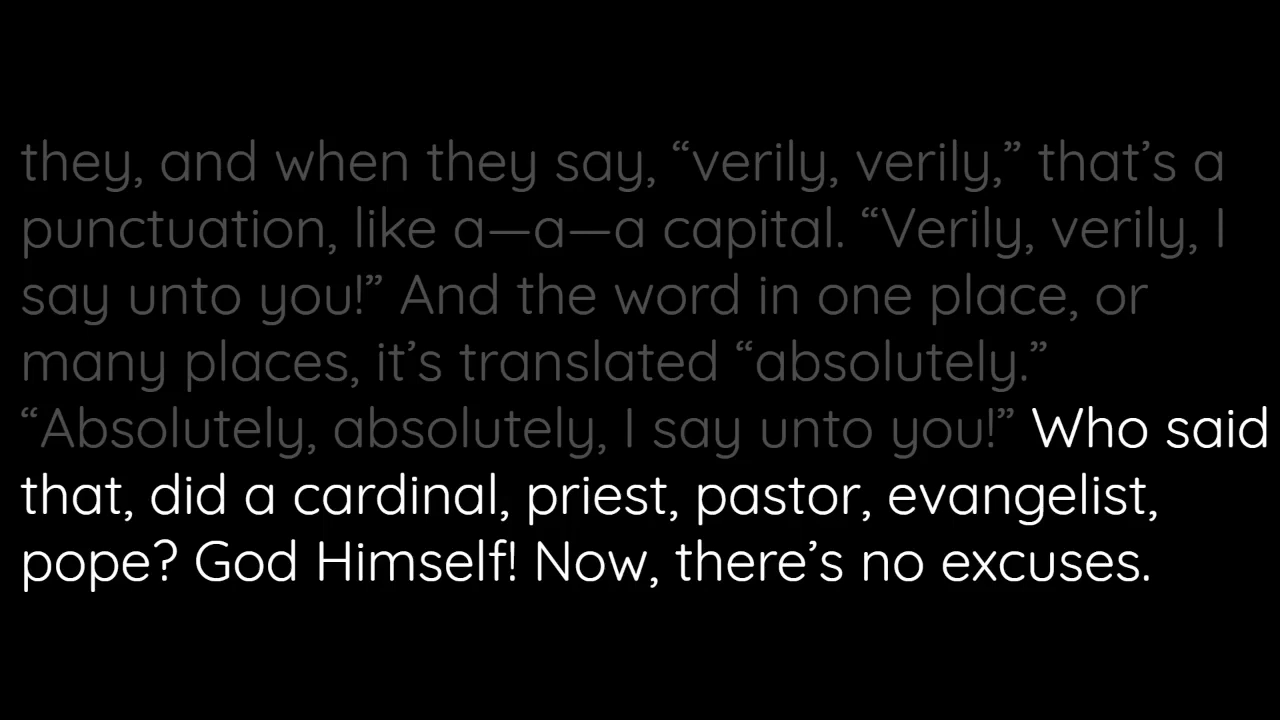 they, and when they say, “verily, verily,” that’s a
punctuation, like a—a—a capital. “Verily, verily, I
say unto you!” And the word in one place, or
many places, it’s translated “absolutely.”
“Absolutely, absolutely, I say unto you!” Who said
that, did a cardinal, priest, pastor, evangelist,
pope? God Himself! Now, there’s no excuses.